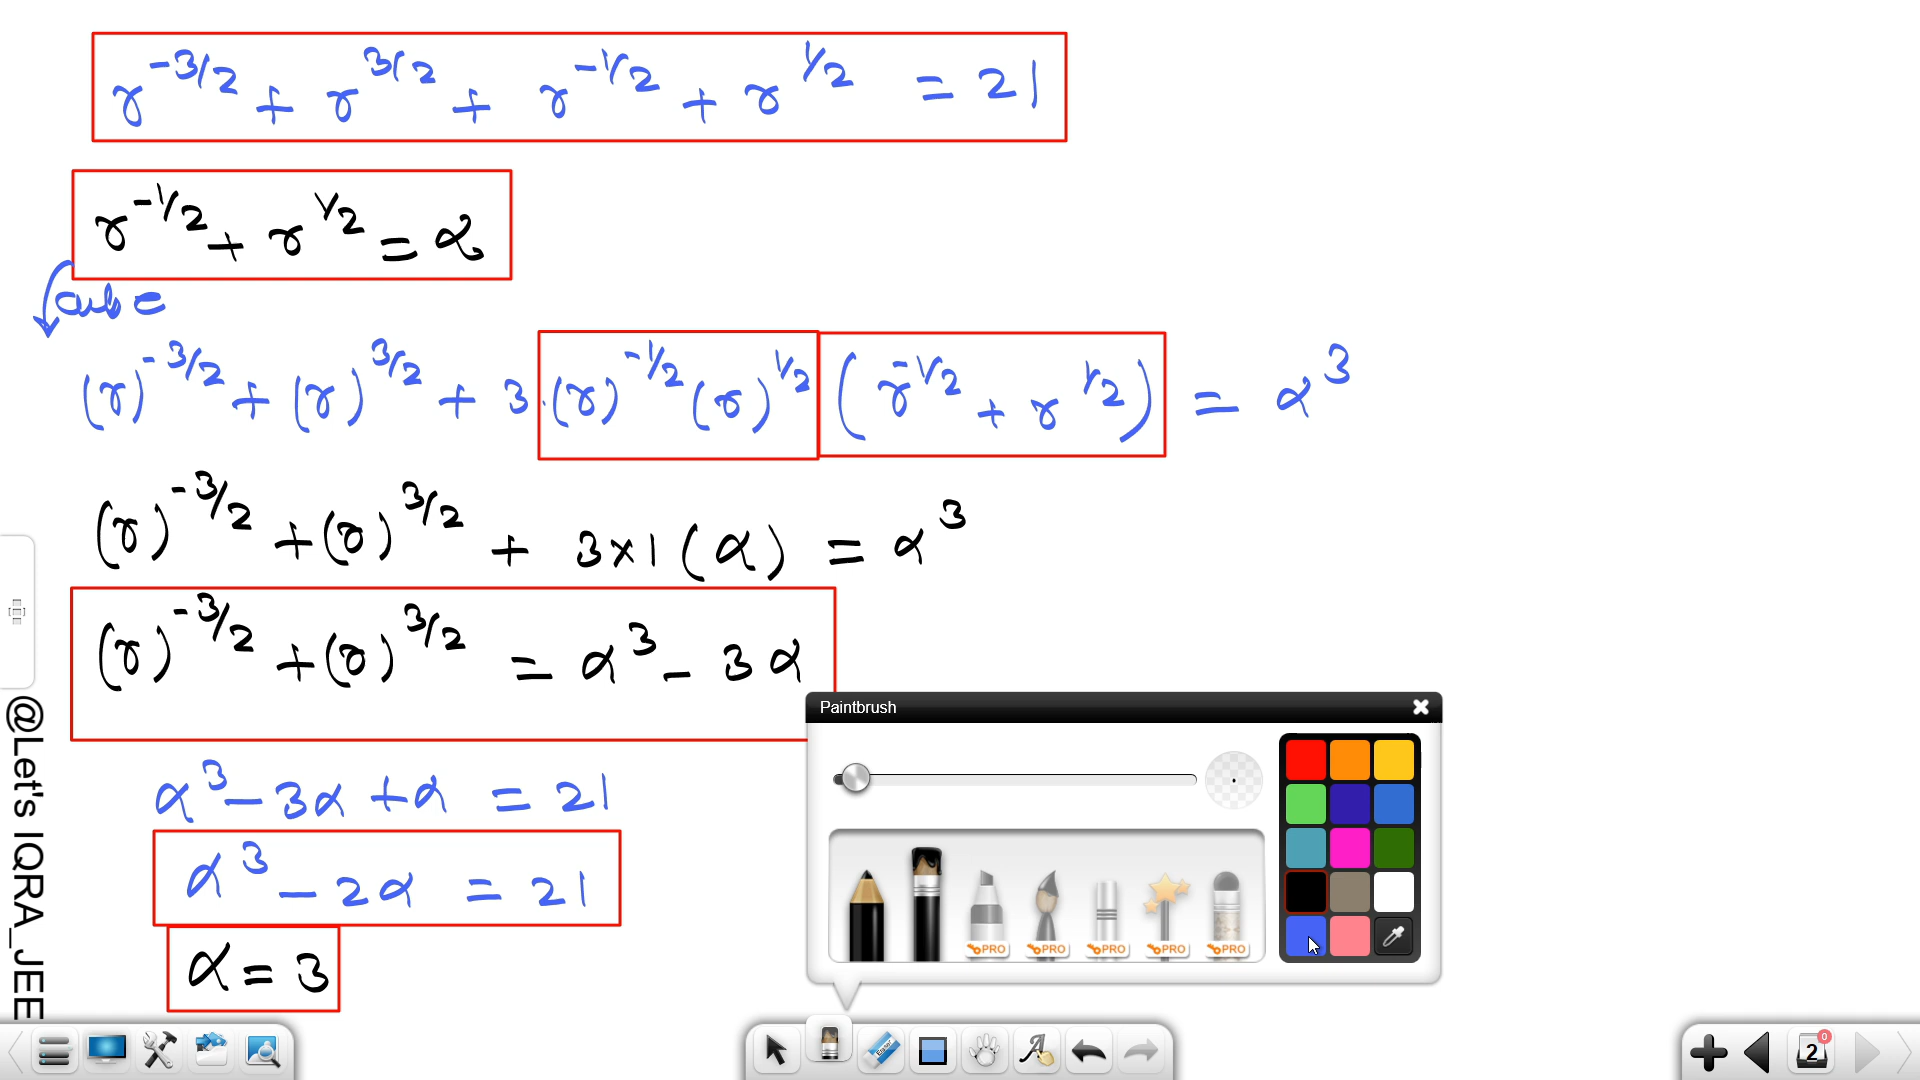 r^{-3/2} + r^{3/2} + r^{-1/2} + r^{1/2} = 21
r^{-1/2} + r^{1/2} = α
cube
(r)^{-3/2} + (r)^{3/2} + 3·(r)^{-1/2} (r)^{1/2} (r^{-1/2} + r^{1/2}) = α^3
(r)^{-3/2} + (r)^{3/2} + 3×1(α) = α^3
(r)^{-3/2} + (r)^{3/2} = α^3 - 3α
α^3 - 3α + α = 21
α^3 - 2α = 21
α = 3
@Let's IQRA_JEE
Paintbrush
PRO PRO PRO PRO PRO
Eraser
A
2
0